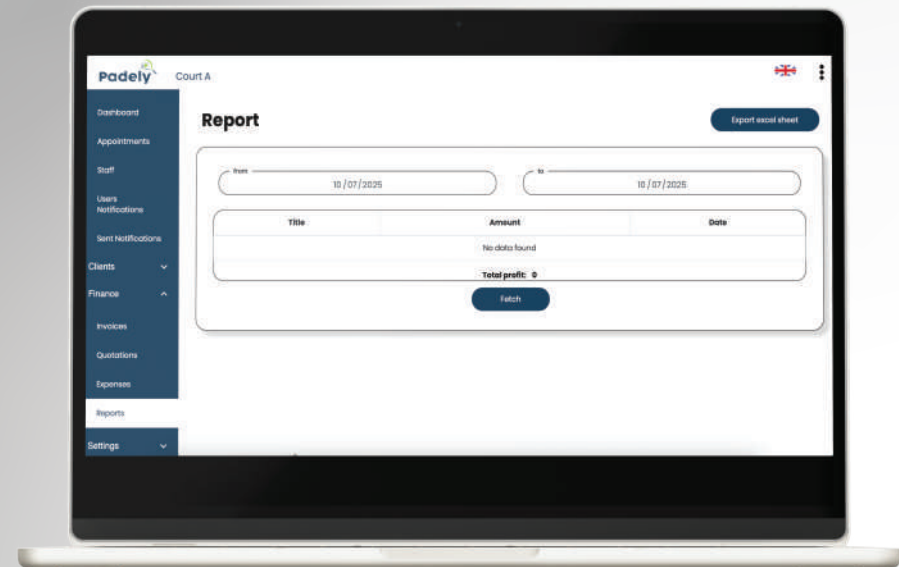 Padely
Court A
Dashboard
Appointments
Staff
Users
Notifications
Sent Notifications
Clients
Finance
Invoices
Quotations
Expenses
Reports
Settings
Report
Export excel sheet
from
10/07/2025
to
10/07/2025
Title Amount Date
No data found
Total profit: 0
Fetch